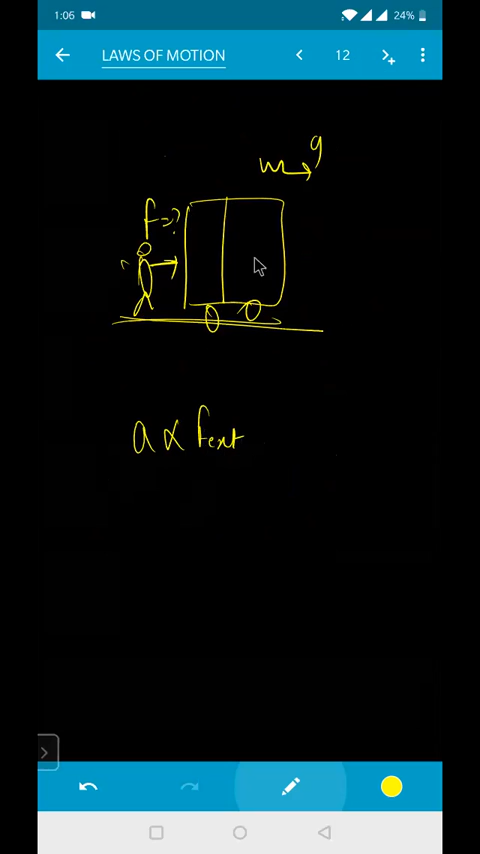 1:06 24%
LAWS OF MOTION 12
m → a
f = ?
a ∝ fext